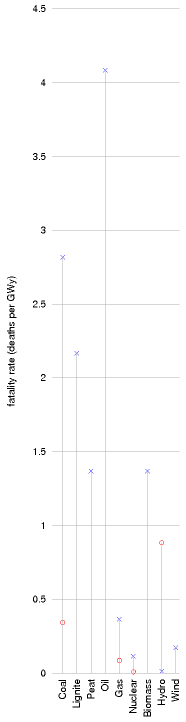 4.5
4
3.5
3
2.5
2
1.5
1
0.5
0
fatality rate (deaths per GWy)
Coal
Lignite
Peat
Oil
Gas
Nuclear
Biomass
Hydro
Wind